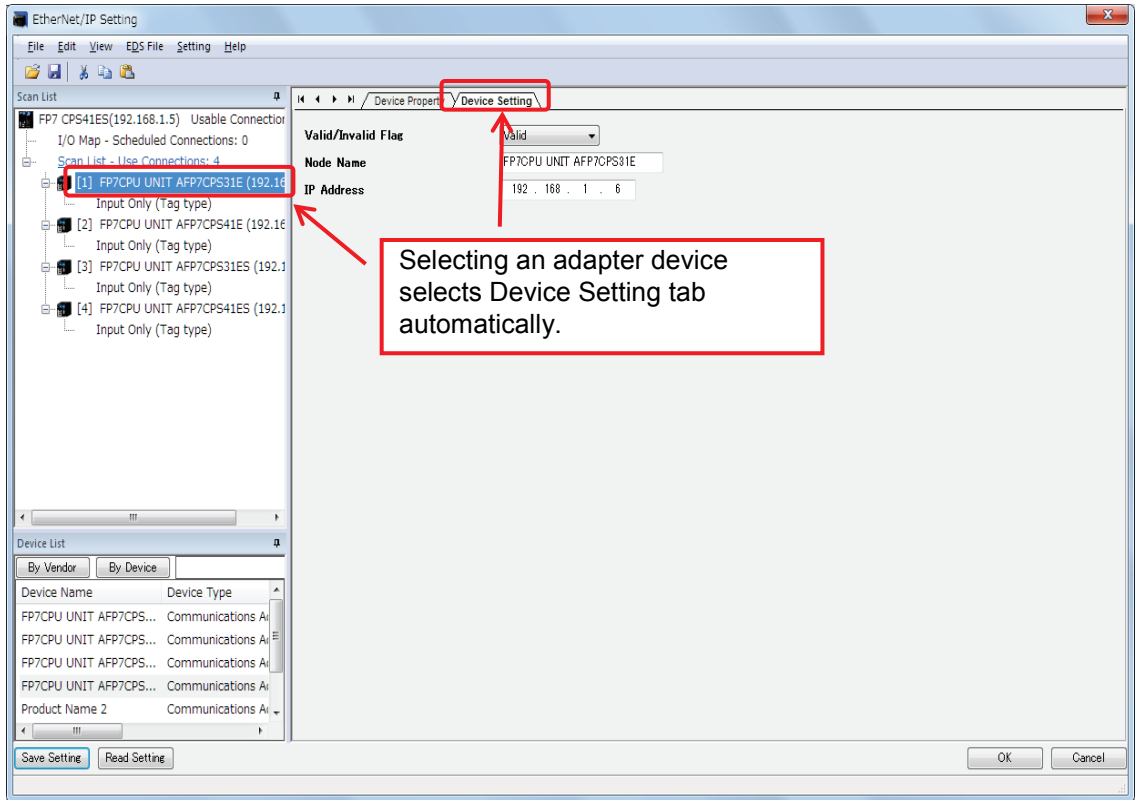 EtherNet/IP Setting
File Edit View EDS File Setting Help
Scan List
FP7 CPS41ES(192.168.1.5) Usable Connection
I/O Map - Scheduled Connections: 0
Scan List - Use Connections: 4
[1] FP7CPU UNIT AFP7CPS31E (192.16
Input Only (Tag type)
[2] FP7CPU UNIT AFP7CPS41E (192.16
Input Only (Tag type)
[3] FP7CPU UNIT AFP7CPS31ES (192.1
Input Only (Tag type)
[4] FP7CPU UNIT AFP7CPS41ES (192.1
Input Only (Tag type)
Device Property Device Setting
Valid/Invalid Flag Valid
Node Name FP7CPU UNIT AFP7CPS31E
IP Address 192 . 168 . 1 . 6
Selecting an adapter device
selects Device Setting tab
automatically.
Device List
By Vendor By Device
Device Name Device Type
FP7CPU UNIT AFP7CPS... Communications A
FP7CPU UNIT AFP7CPS... Communications A
FP7CPU UNIT AFP7CPS... Communications A
FP7CPU UNIT AFP7CPS... Communications A
Product Name 2 Communications A
Save Setting Read Setting OK Cancel